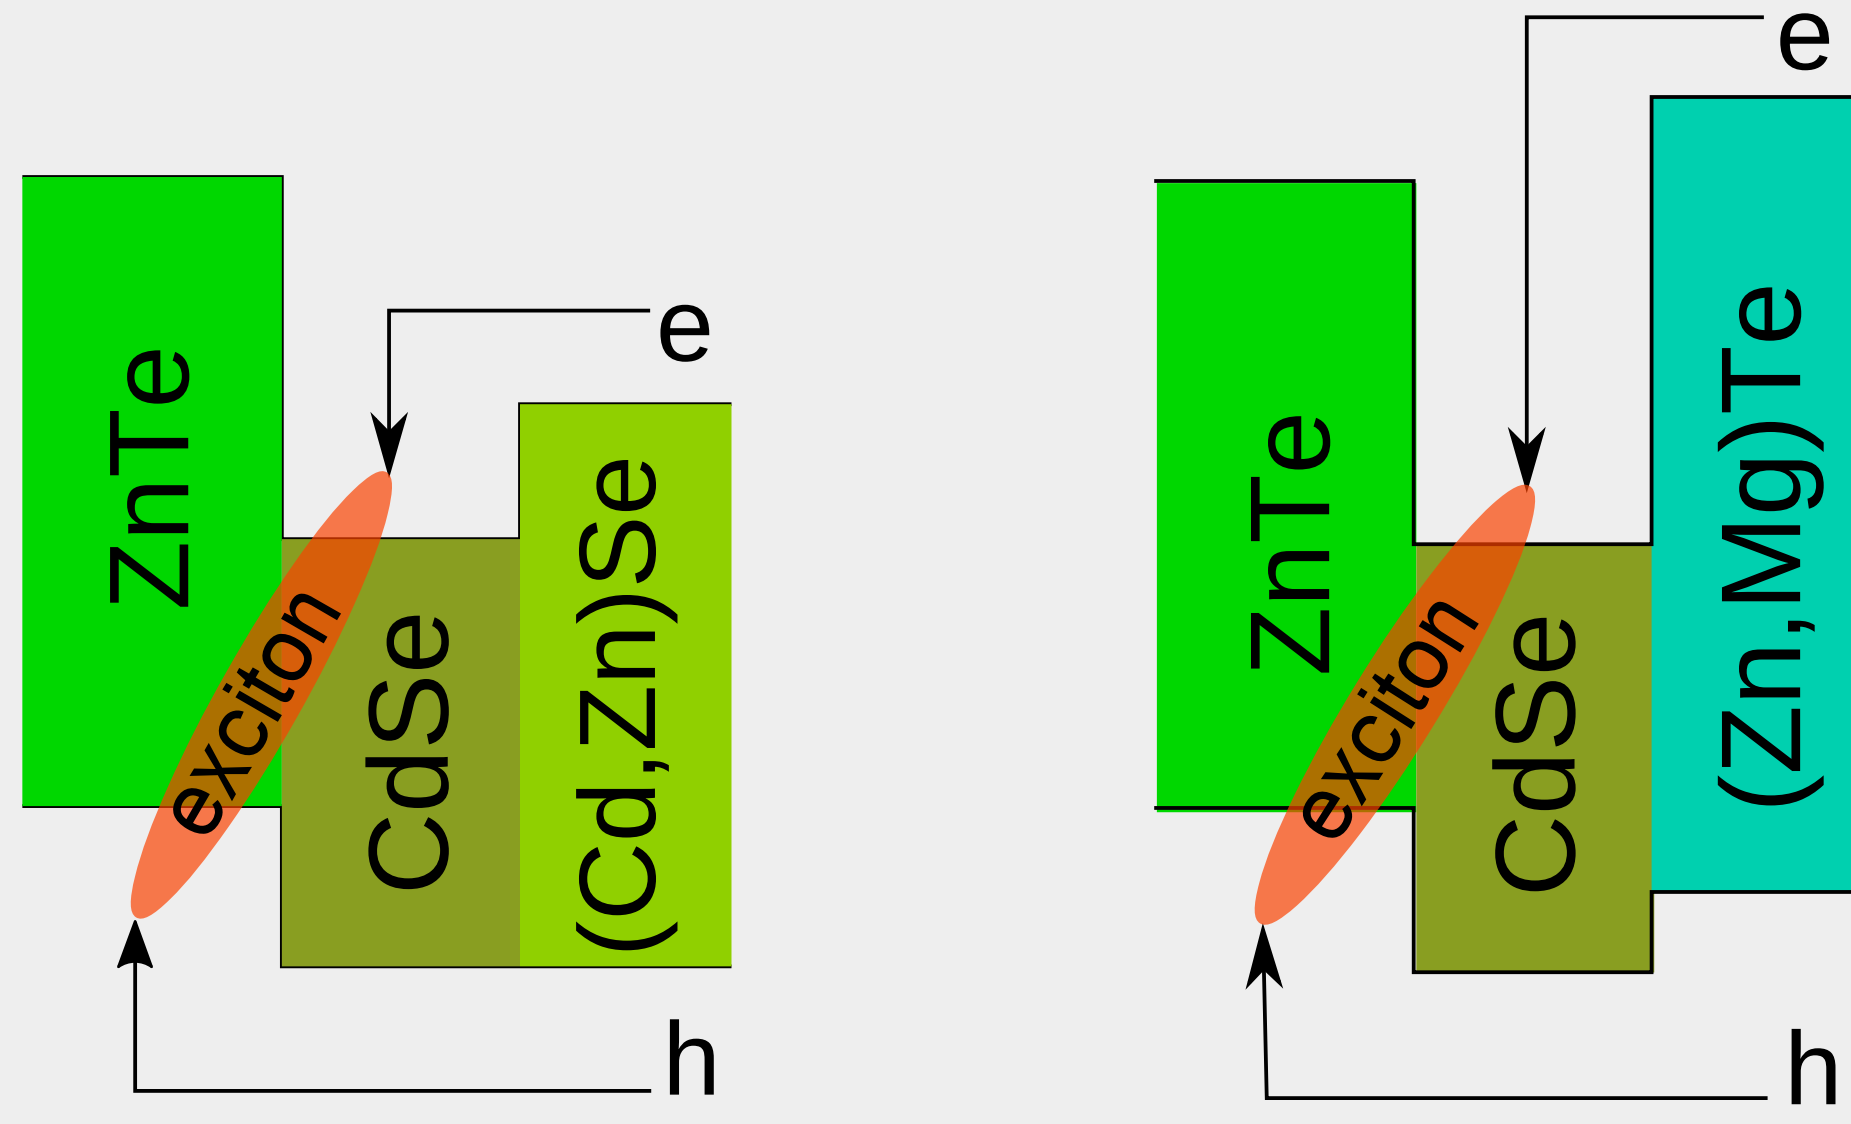 ZnTe
exciton
CdSe
(Cd,Zn)Se
e
h
ZnTe
exciton
CdSe
(Zn,Mg)Te
e
h